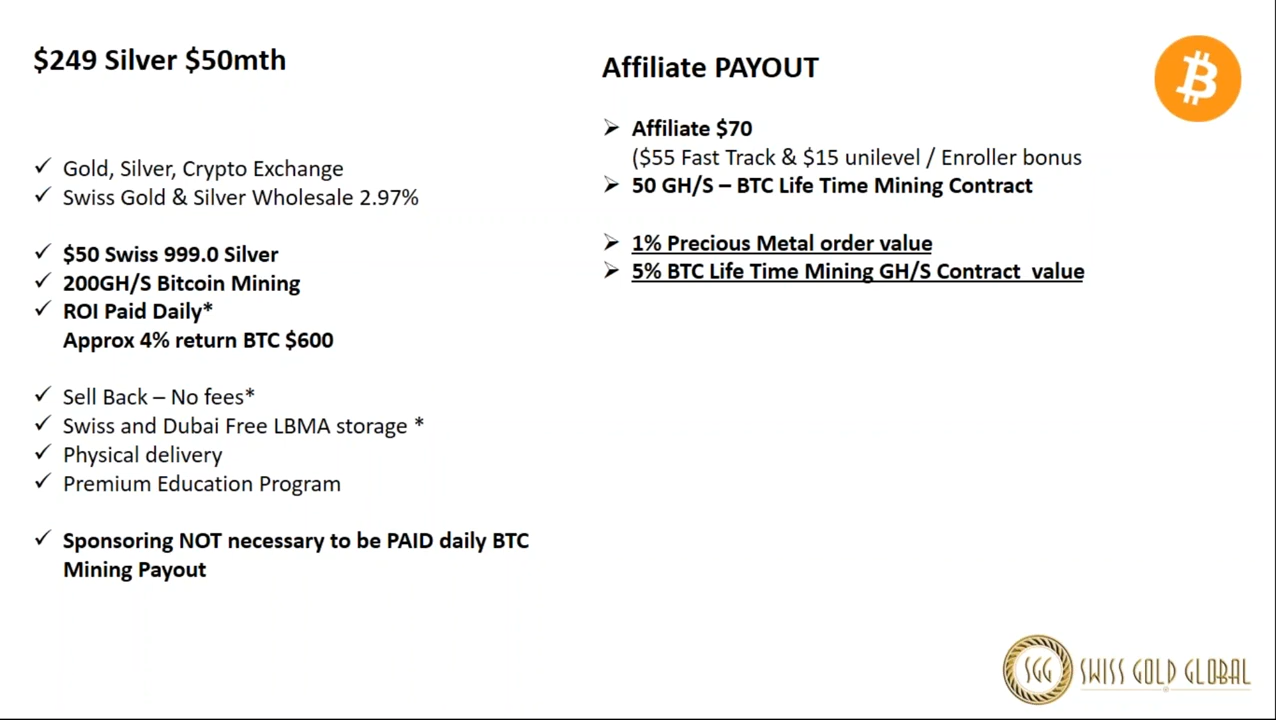 $249 Silver $50mth
✓ Gold, Silver, Crypto Exchange
✓ Swiss Gold & Silver Wholesale 2.97%
✓ $50 Swiss 999.0 Silver
✓ 200GH/S Bitcoin Mining
✓ ROI Paid Daily*
Approx 4% return BTC $600
✓ Sell Back – No fees*
✓ Swiss and Dubai Free LBMA storage *
✓ Physical delivery
✓ Premium Education Program
✓ Sponsoring NOT necessary to be PAID daily BTC
Mining Payout
Affiliate PAYOUT
➢ Affiliate $70
($55 Fast Track & $15 unilevel / Enroller bonus
➢ 50 GH/S – BTC Life Time Mining Contract
➢ 1% Precious Metal order value
➢ 5% BTC Life Time Mining GH/S Contract  value
₿
SGG SWISS GOLD GLOBAL
®